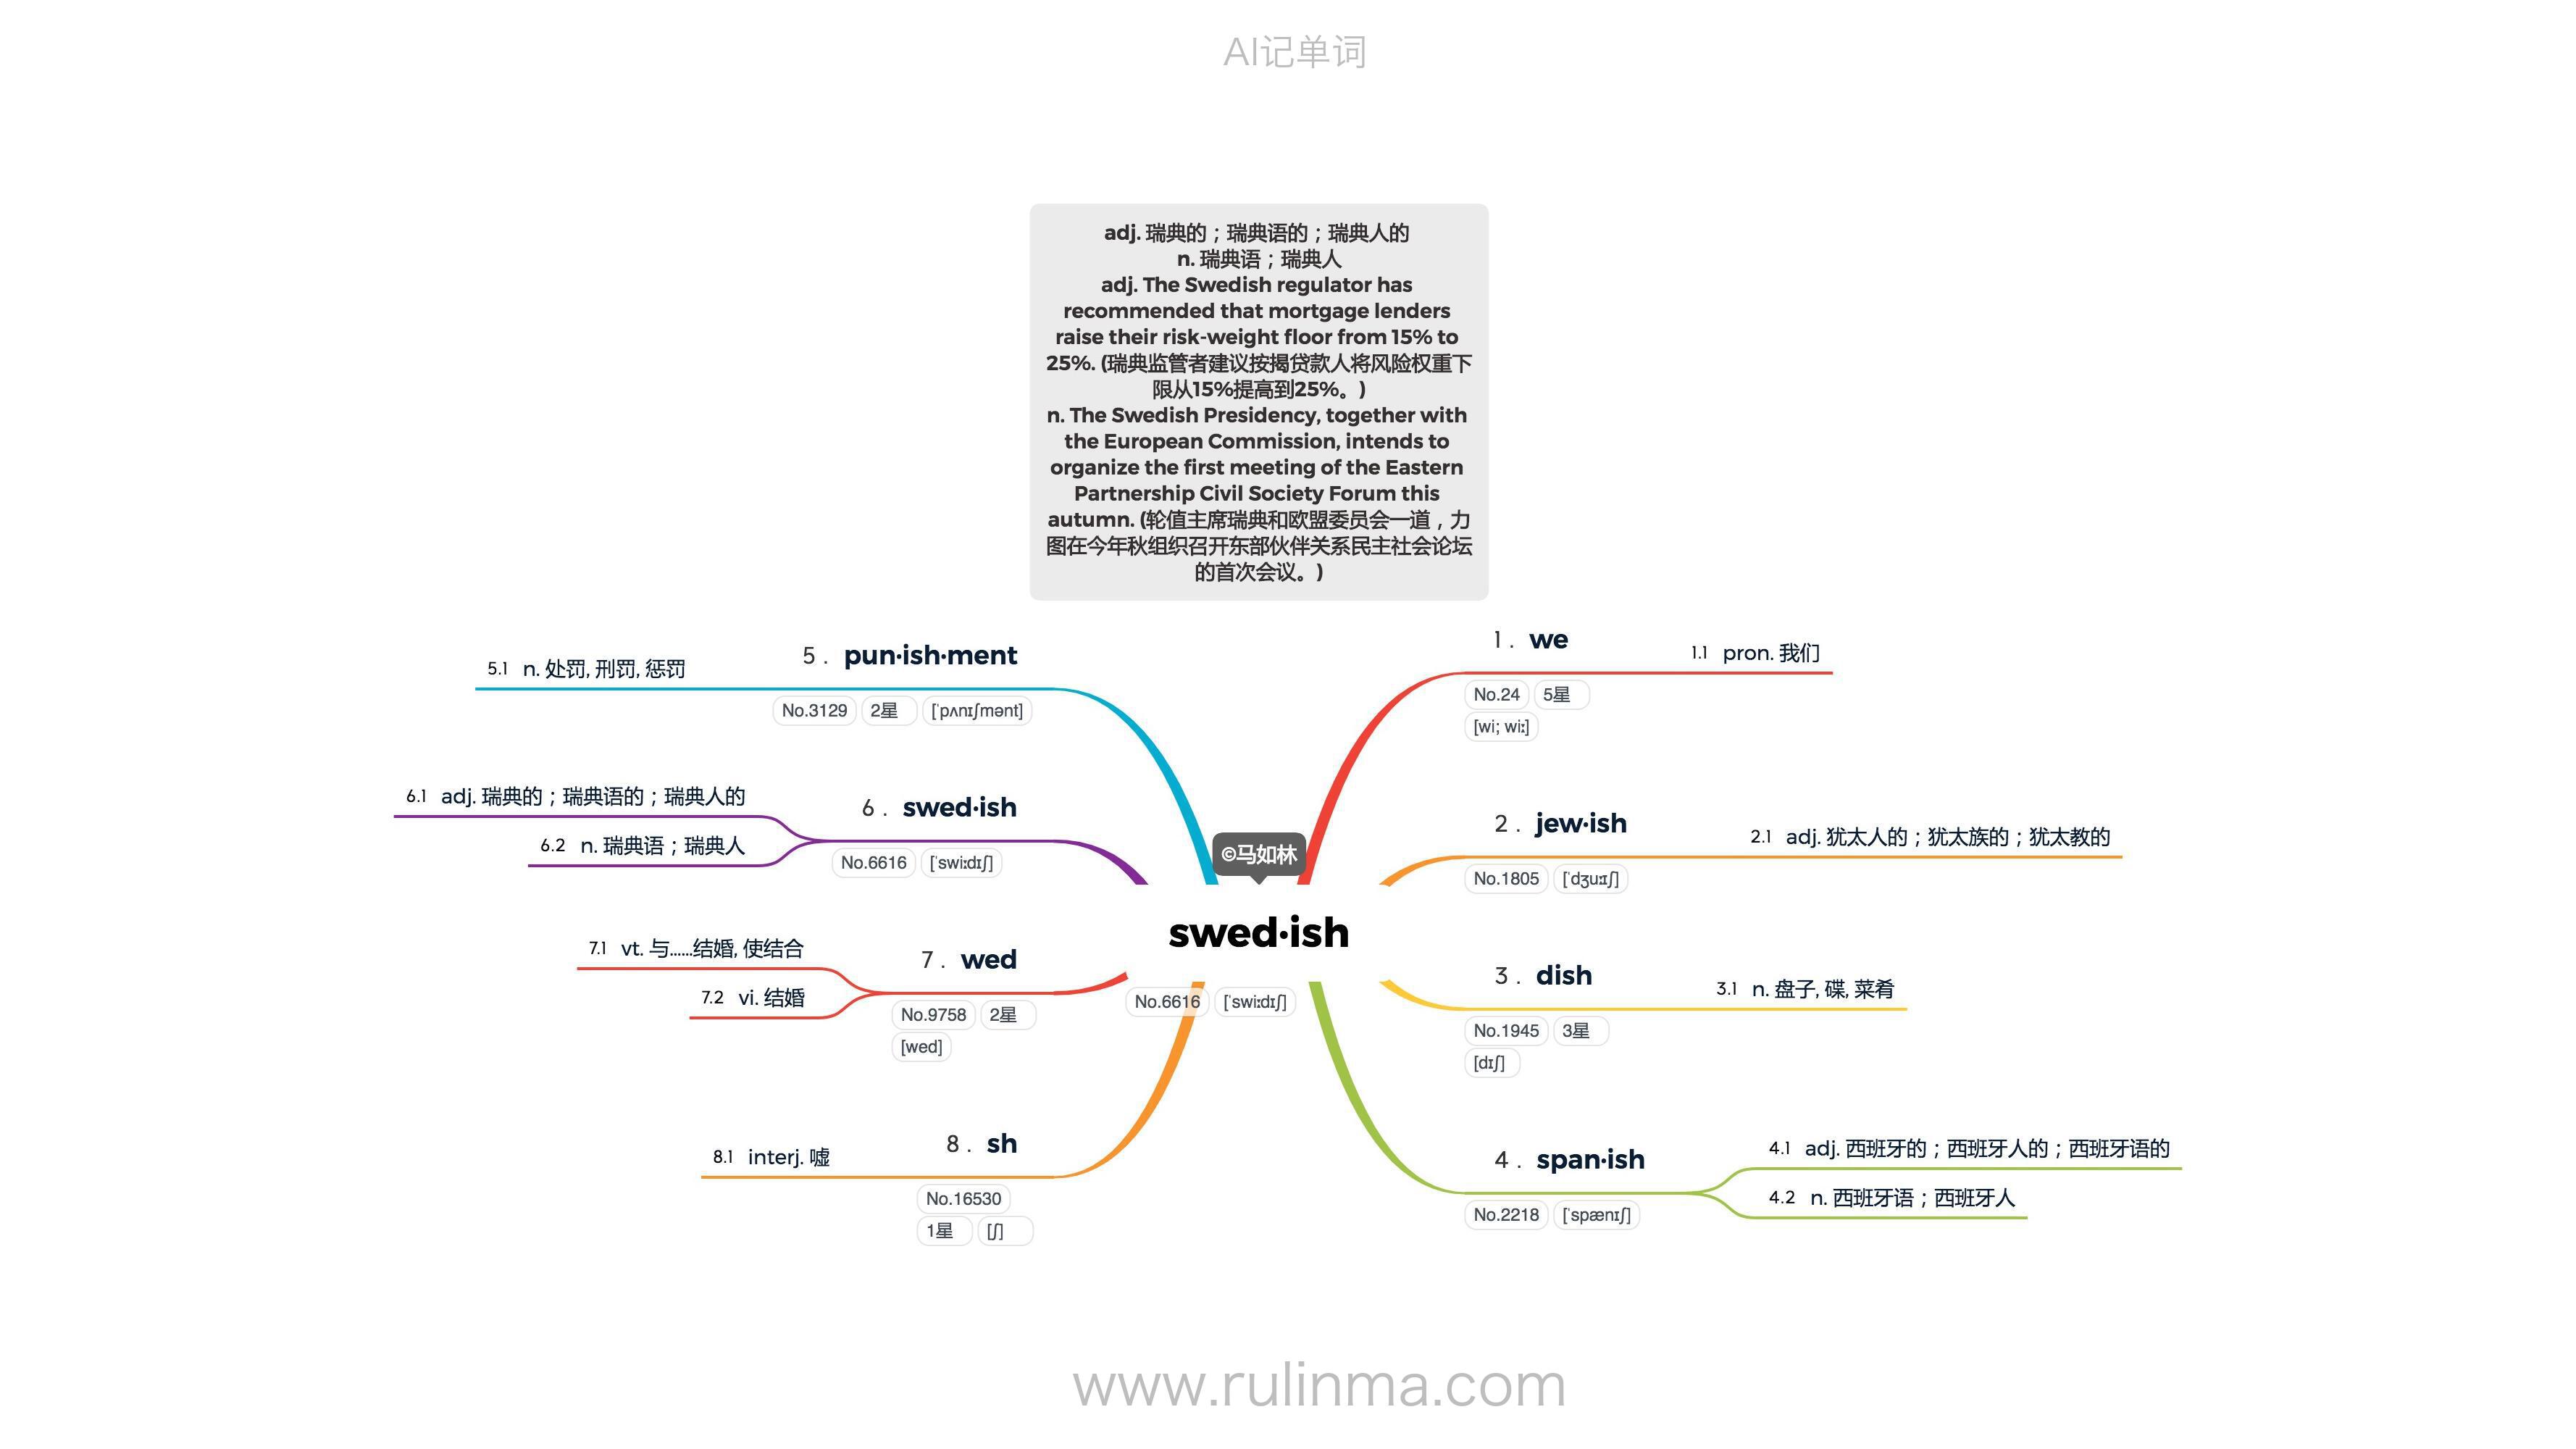 AI记单词
adj. 瑞典的；瑞典语的；瑞典人的
n. 瑞典语；瑞典人
adj. The Swedish regulator has
recommended that mortgage lenders
raise their risk-weight floor from 15% to
25%. (瑞典监管者建议按揭贷款人将风险权重下
限从15%提高到25%。)
n. The Swedish Presidency, together with
the European Commission, intends to
organize the first meeting of the Eastern
Partnership Civil Society Forum this
autumn. (轮值主席瑞典和欧盟委员会一道，力
图在今年秋组织召开东部伙伴关系民主社会论坛
的首次会议。)
©马如林
swed·ish
No.6616 [ˈswiːdɪʃ]
1 . we
No.24 5星
[wi; wiː]
1.1 pron. 我们
2 . jew·ish
No.1805 [ˈdʒuːɪʃ]
2.1 adj. 犹太人的；犹太族的；犹太教的
3 . dish
No.1945 3星
[dɪʃ]
3.1 n. 盘子, 碟, 菜肴
4 . span·ish
No.2218 [ˈspænɪʃ]
4.1 adj. 西班牙的；西班牙人的；西班牙语的
4.2 n. 西班牙语；西班牙人
5 . pun·ish·ment
No.3129 2星 [ˈpʌnɪʃmənt]
5.1 n. 处罚, 刑罚, 惩罚
6 . swed·ish
No.6616 [ˈswiːdɪʃ]
6.1 adj. 瑞典的；瑞典语的；瑞典人的
6.2 n. 瑞典语；瑞典人
7 . wed
No.9758 2星
[wed]
7.1 vt. 与......结婚, 使结合
7.2 vi. 结婚
8 . sh
No.16530
1星 [ʃ]
8.1 interj. 嘘
www.rulinma.com